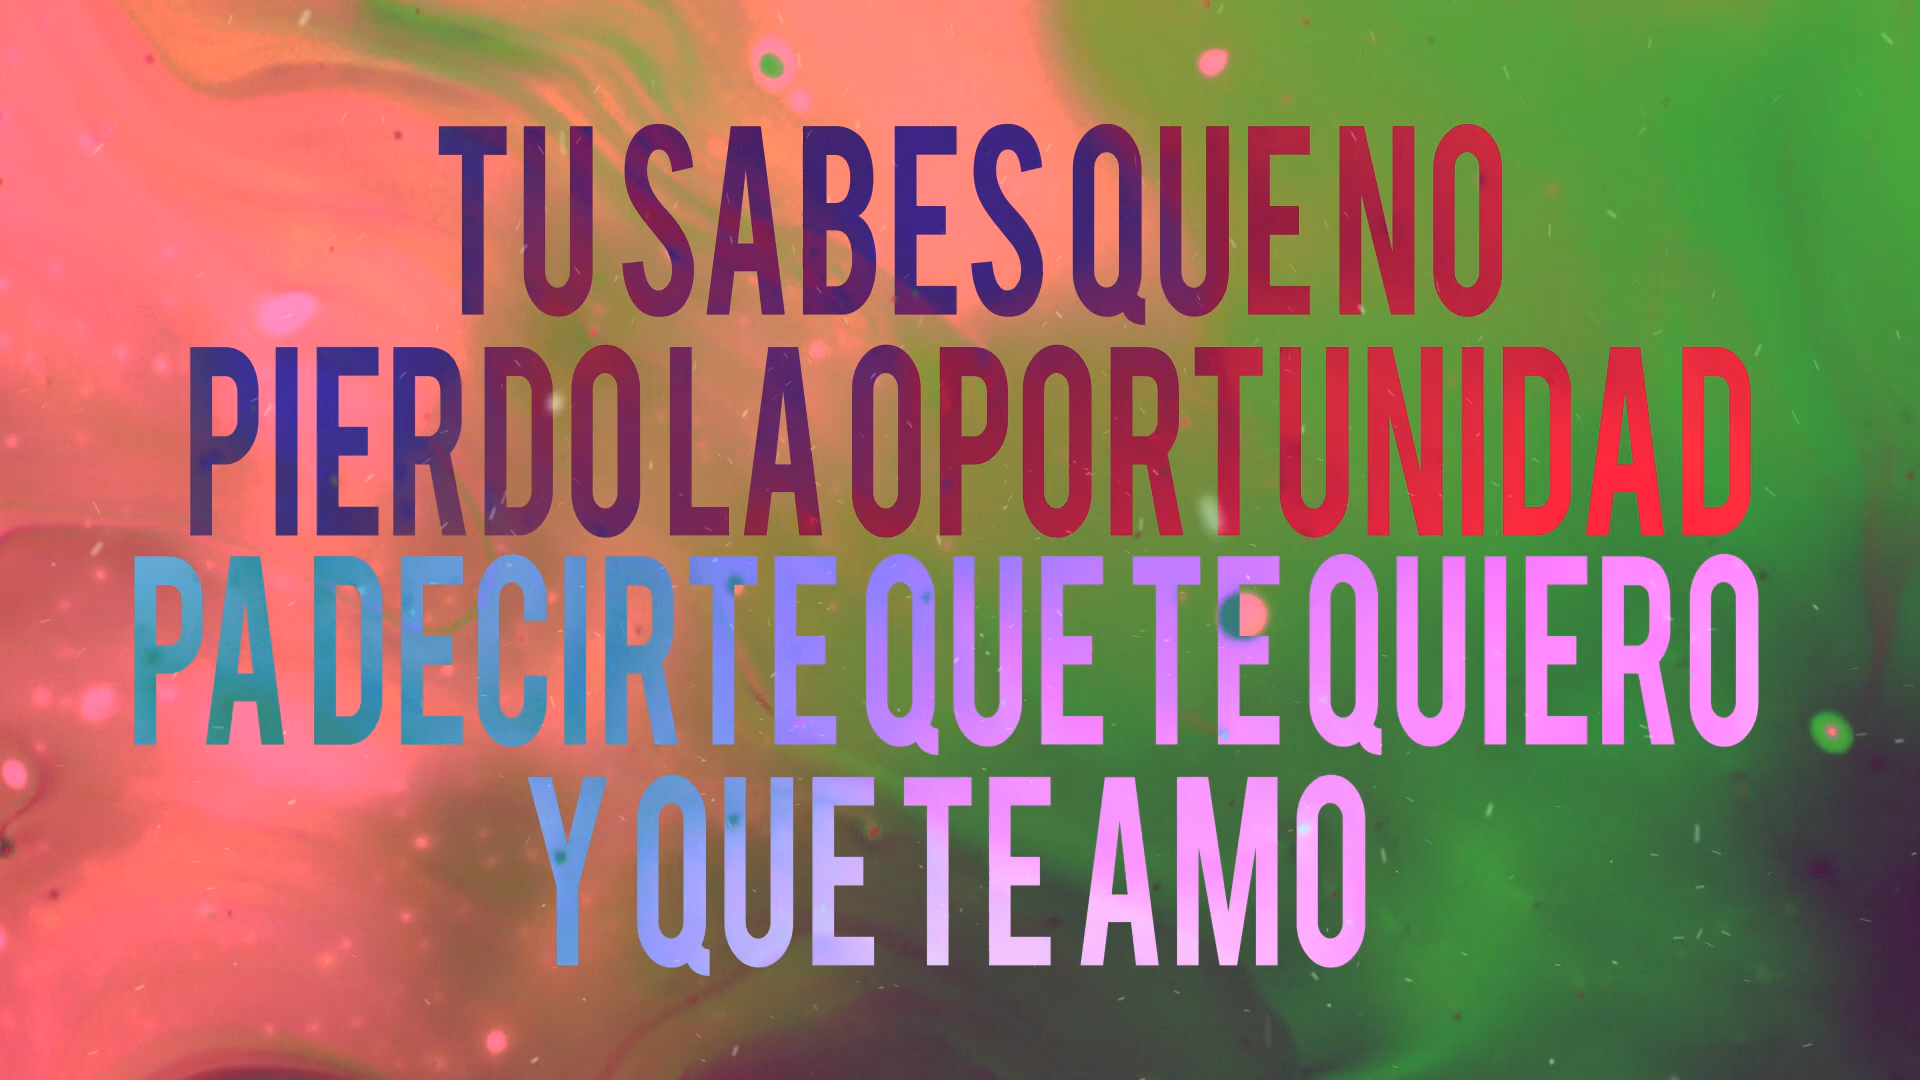 TU SABES QUE NO
PIERDO LA OPORTUNIDAD
PA DECIRTE QUE TE QUIERO
Y QUE TE AMO